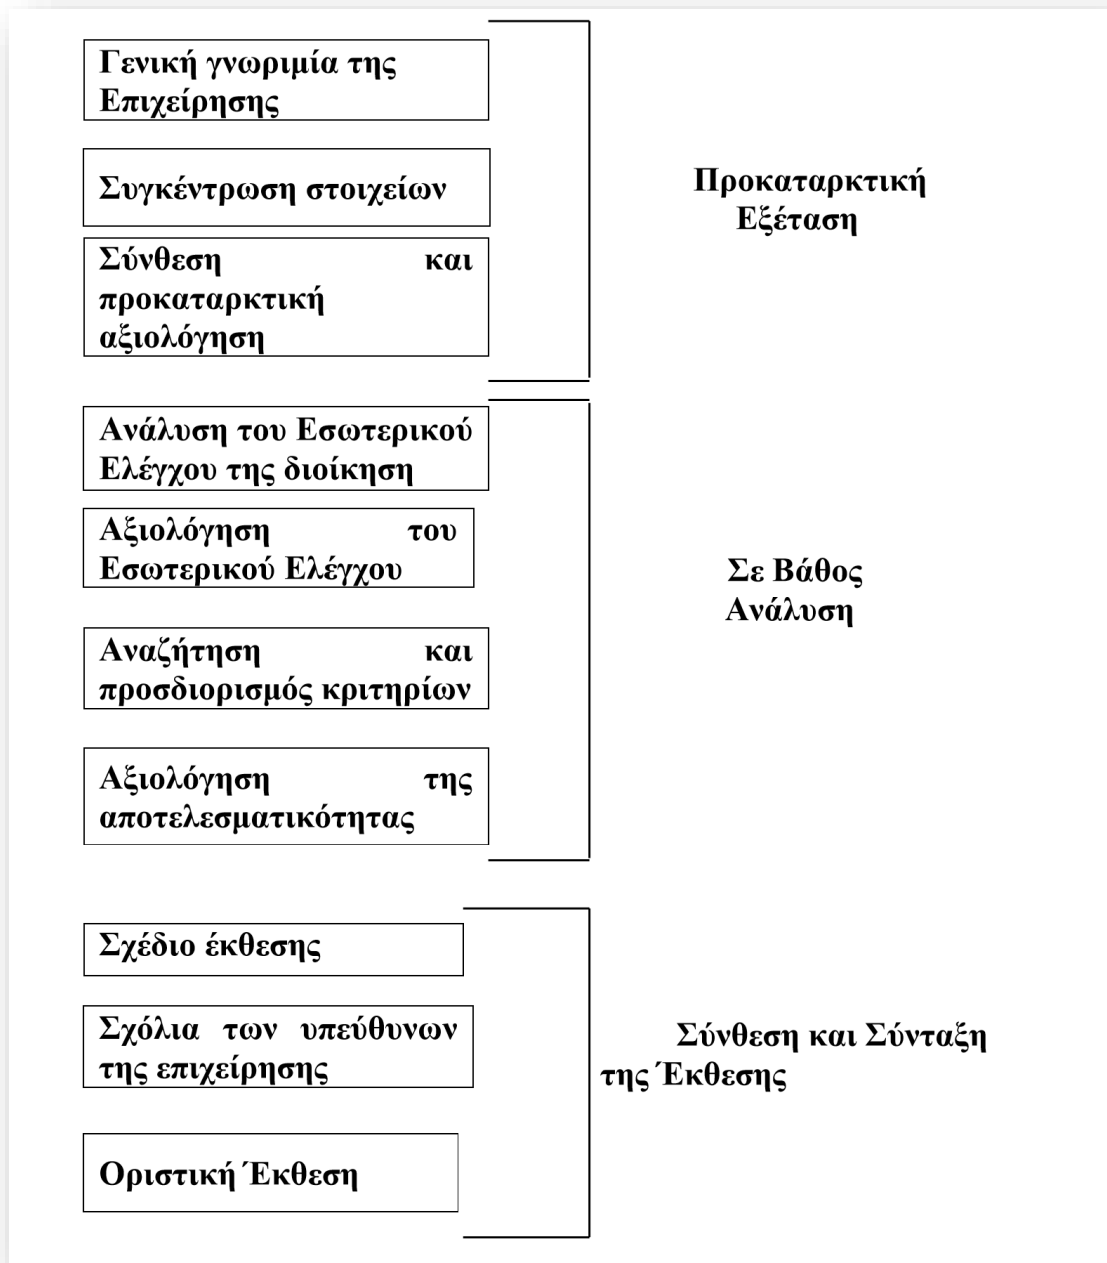 Γενική γνωριμία της
Επιχείρησης
Συγκέντρωση στοιχείων
Σύνθεση και
προκαταρκτική
αξιολόγηση
Προκαταρκτική
Εξέταση
Ανάλυση του Εσωτερικού
Ελέγχου της διοίκηση
Αξιολόγηση του
Εσωτερικού Ελέγχου
Αναζήτηση και
προσδιορισμός κριτηρίων
Αξιολόγηση της
αποτελεσματικότητας
Σε Βάθος
Ανάλυση
Σχέδιο έκθεσης
Σχόλια των υπεύθυνων
της επιχείρησης
Οριστική Έκθεση
Σύνθεση και Σύνταξη
της Έκθεσης